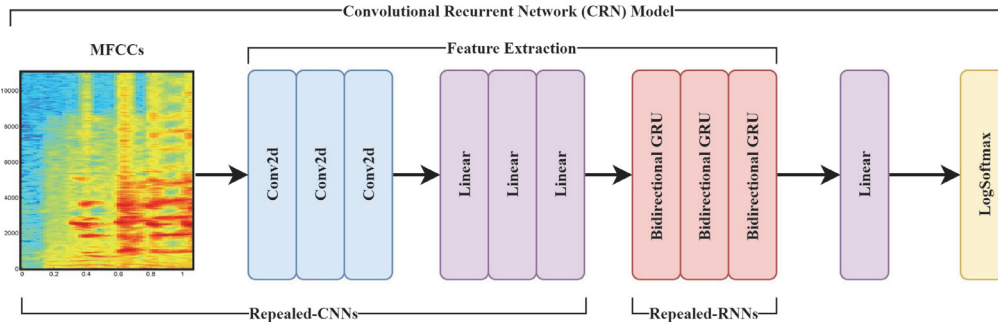 Convolutional Recurrent Network (CRN) Model
MFCCs
Feature Extraction
10000
8000
6000
4000
2000
0
0
0.2
0.4
0.6
0.8
1
Conv2d
Conv2d
Conv2d
Linear
Linear
Linear
Bidirectional GRU
Bidirectional GRU
Bidirectional GRU
Linear
LogSoftmax
Repealed-CNNs
Repealed-RNNs